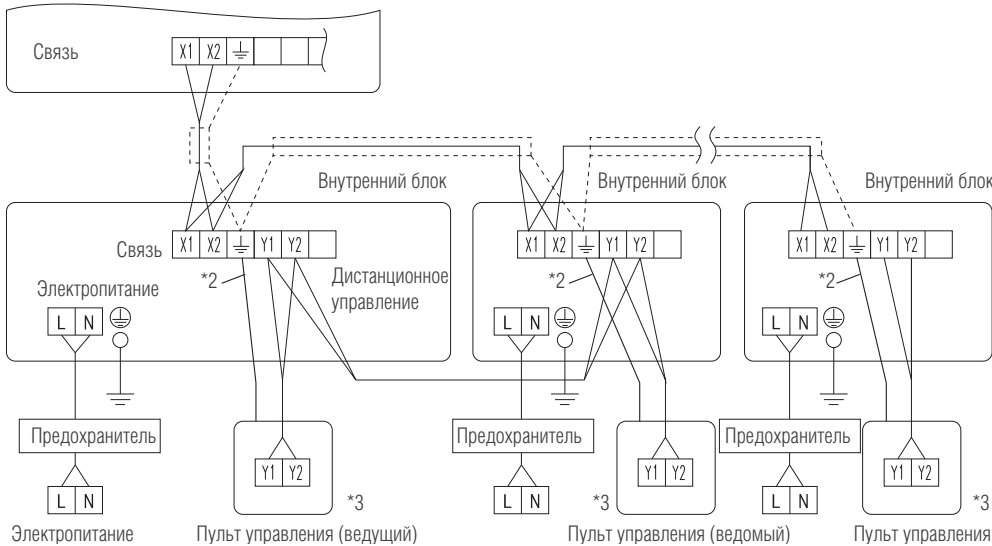 Связь
X1 X2
Внутренний блок
Внутренний блок
Внутренний блок
Связь
X1 X2 Y1 Y2
X1 X2 Y1 Y2
X1 X2 Y1 Y2
*2
*2
*2
Дистанционное
управление
Электропитание
L N
L N
L N
Предохранитель
Предохранитель
Предохранитель
Y1 Y2
Y1 Y2
Y1 Y2
L N
*3
L N
*3
L N
*3
Электропитание
Пульт управления (ведущий)
Пульт управления (ведомый)
Пульт управления